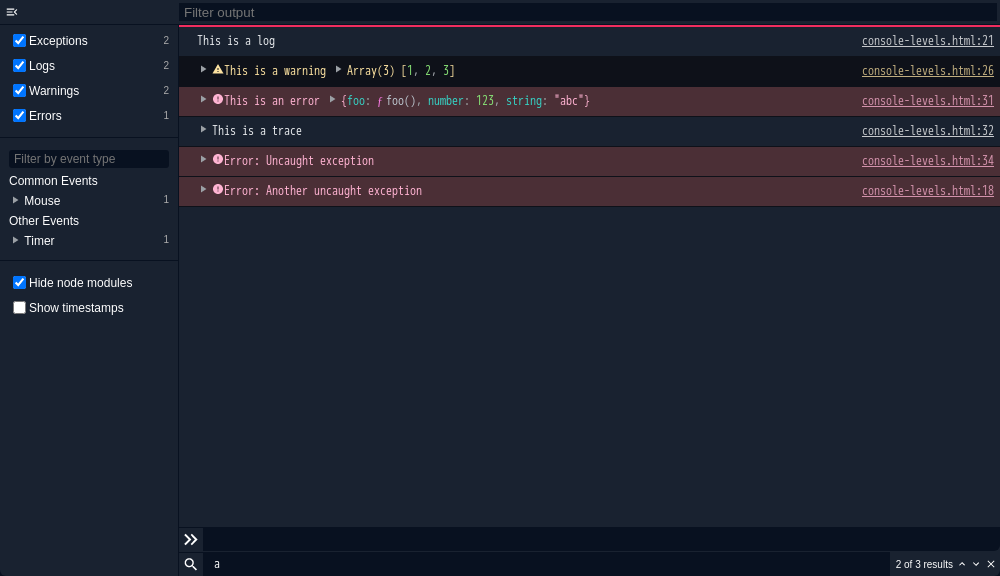 Filter output
Exceptions 2
Logs 2
Warnings 2
Errors 1
Filter by event type
Common Events
Mouse 1
Other Events
Timer 1
Hide node modules
Show timestamps
This is a log console-levels.html:21
This is a warning Array(3) [1, 2, 3] console-levels.html:26
This is an error {foo: ƒ foo(), number: 123, string: "abc"} console-levels.html:31
This is a trace console-levels.html:32
Error: Uncaught exception console-levels.html:34
Error: Another uncaught exception console-levels.html:18
a 2 of 3 results